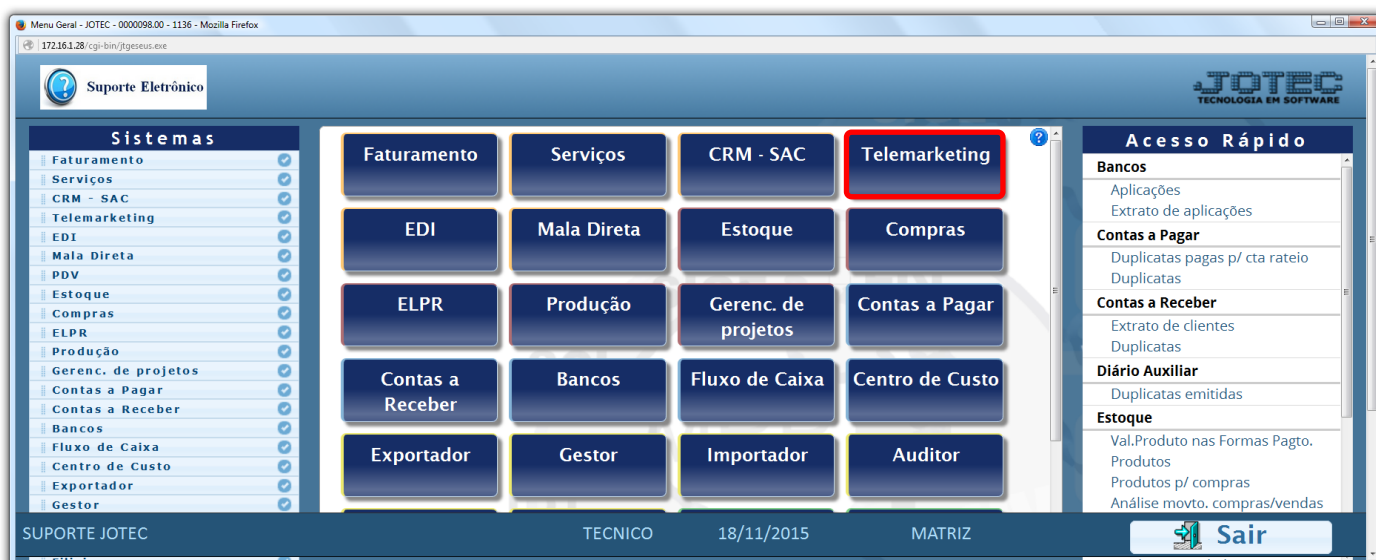 Menu Geral - JOTEC - 0000098.00 - 1136 - Mozilla Firefox
172.16.1.28/cgi-bin/jtgeseus.exe
Suporte Eletrônico
JOTEC
TECNOLOGIA EM SOFTWARE
Sistemas
Faturamento
Serviços
CRM - SAC
Telemarketing
EDI
Mala Direta
PDV
Estoque
Compras
ELPR
Produção
Gerenc. de projetos
Contas a Pagar
Contas a Receber
Bancos
Fluxo de Caixa
Centro de Custo
Exportador
Gestor
Faturamento
Serviços
CRM - SAC
Telemarketing
EDI
Mala Direta
Estoque
Compras
ELPR
Produção
Gerenc. de
projetos
Contas a Pagar
Contas a
Receber
Bancos
Fluxo de Caixa
Centro de Custo
Exportador
Gestor
Importador
Auditor
Acesso Rápido
Bancos
Aplicações
Extrato de aplicações
Contas a Pagar
Duplicatas pagas p/ cta rateio
Duplicatas
Contas a Receber
Extrato de clientes
Duplicatas
Diário Auxiliar
Duplicatas emitidas
Estoque
Val.Produto nas Formas Pagto.
Produtos
Produtos p/ compras
Análise movto. compras/vendas
SUPORTE JOTEC
TECNICO
18/11/2015
MATRIZ
Sair